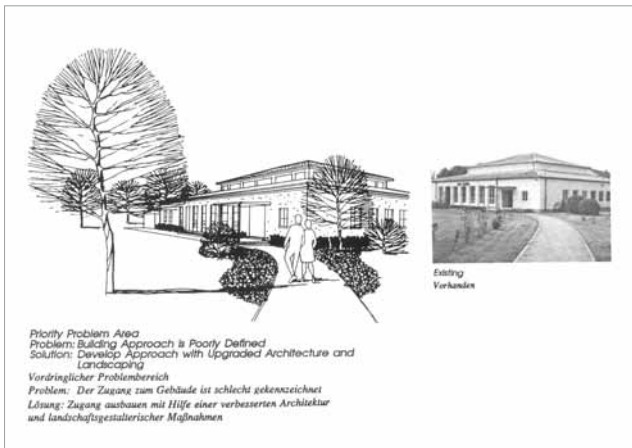 Existing
Vorhanden
Priority Problem Area
Problem: Building Approach is Poorly Defined
Solution: Develop Approach with Upgraded Architecture and
Landscaping
Vordringlicher Problembereich
Problem: Der Zugang zum Gebäude ist schlecht gekennzeichnet
Lösung: Zugang ausbauen mit Hilfe einer verbesserten Architektur
und landschaftsgestalterischer Maßnahmen